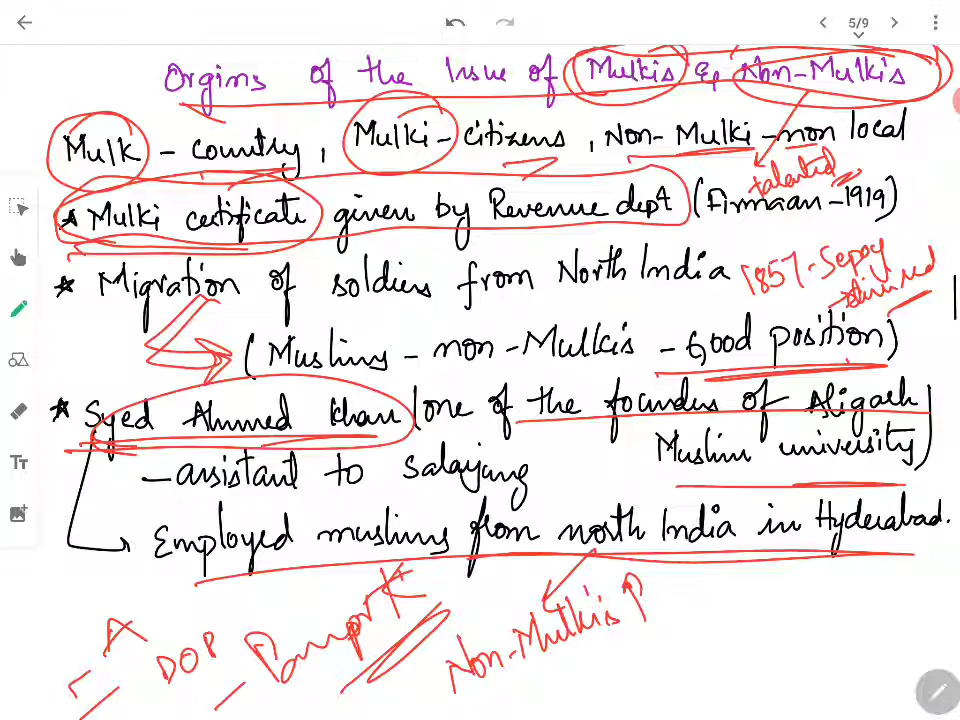 5/9
Orgins of the Issue of Mulkis & Non-Mulkis
Mulk - country, Mulki - citizens, Non-Mulki - non local
talented
* Mulki certificate given by Revenue dept (Firmaan - 1919)
* Migration of soldiers from North India 1857 - Sepoy
(Muslims - non-Mulkis - Good position)
* Syed Ahmed Khan (one of the founders of Aligarh
Muslim university)
- assistant to Salarjung
Employed muslims from north India in Hyderabad.
A
DOP
Non-Mulkis ↑
Tт